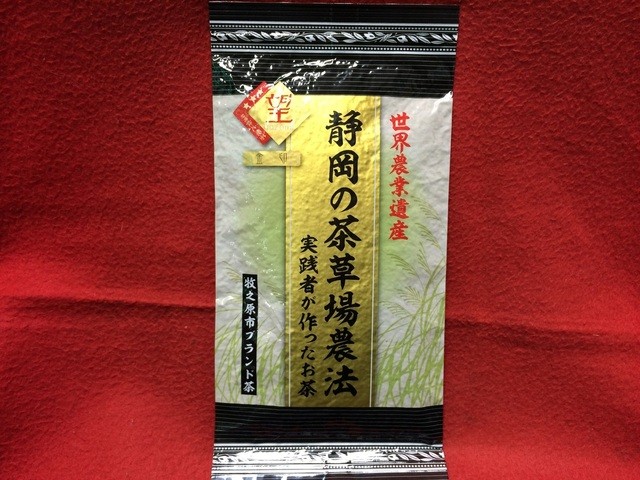 世界農業遺産
静岡の茶草場農法
実践者が作ったお茶
望
牧之原市ブランド茶